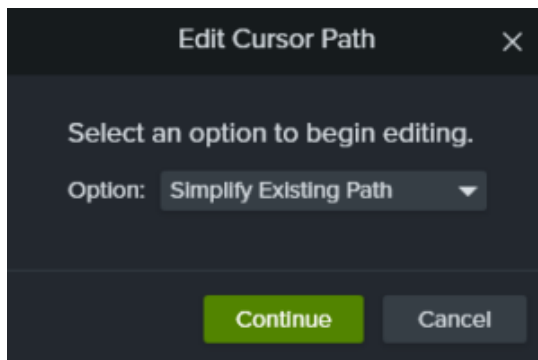 Edit Cursor Path
Select an option to begin editing.
Option: Simplify Existing Path
Continue Cancel